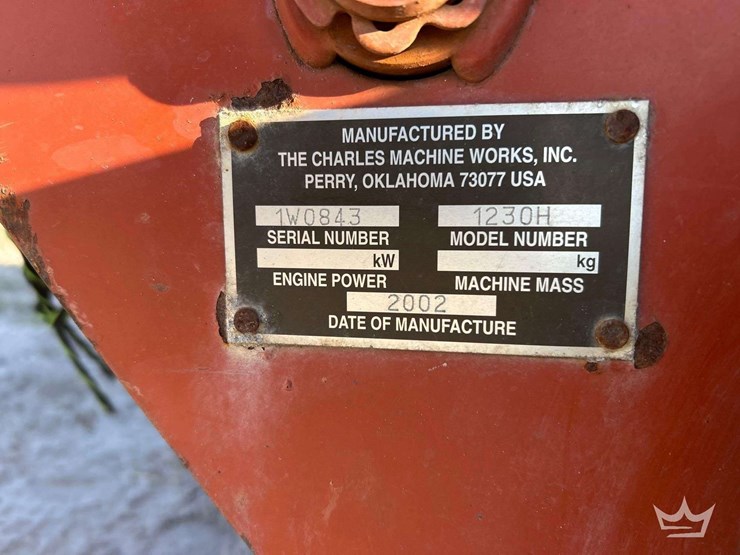 MANUFACTURED BY
THE CHARLES MACHINE WORKS, INC.
PERRY, OKLAHOMA 73077 USA
1W0843 1230H
SERIAL NUMBER MODEL NUMBER
kW kg
ENGINE POWER MACHINE MASS
2002
DATE OF MANUFACTURE